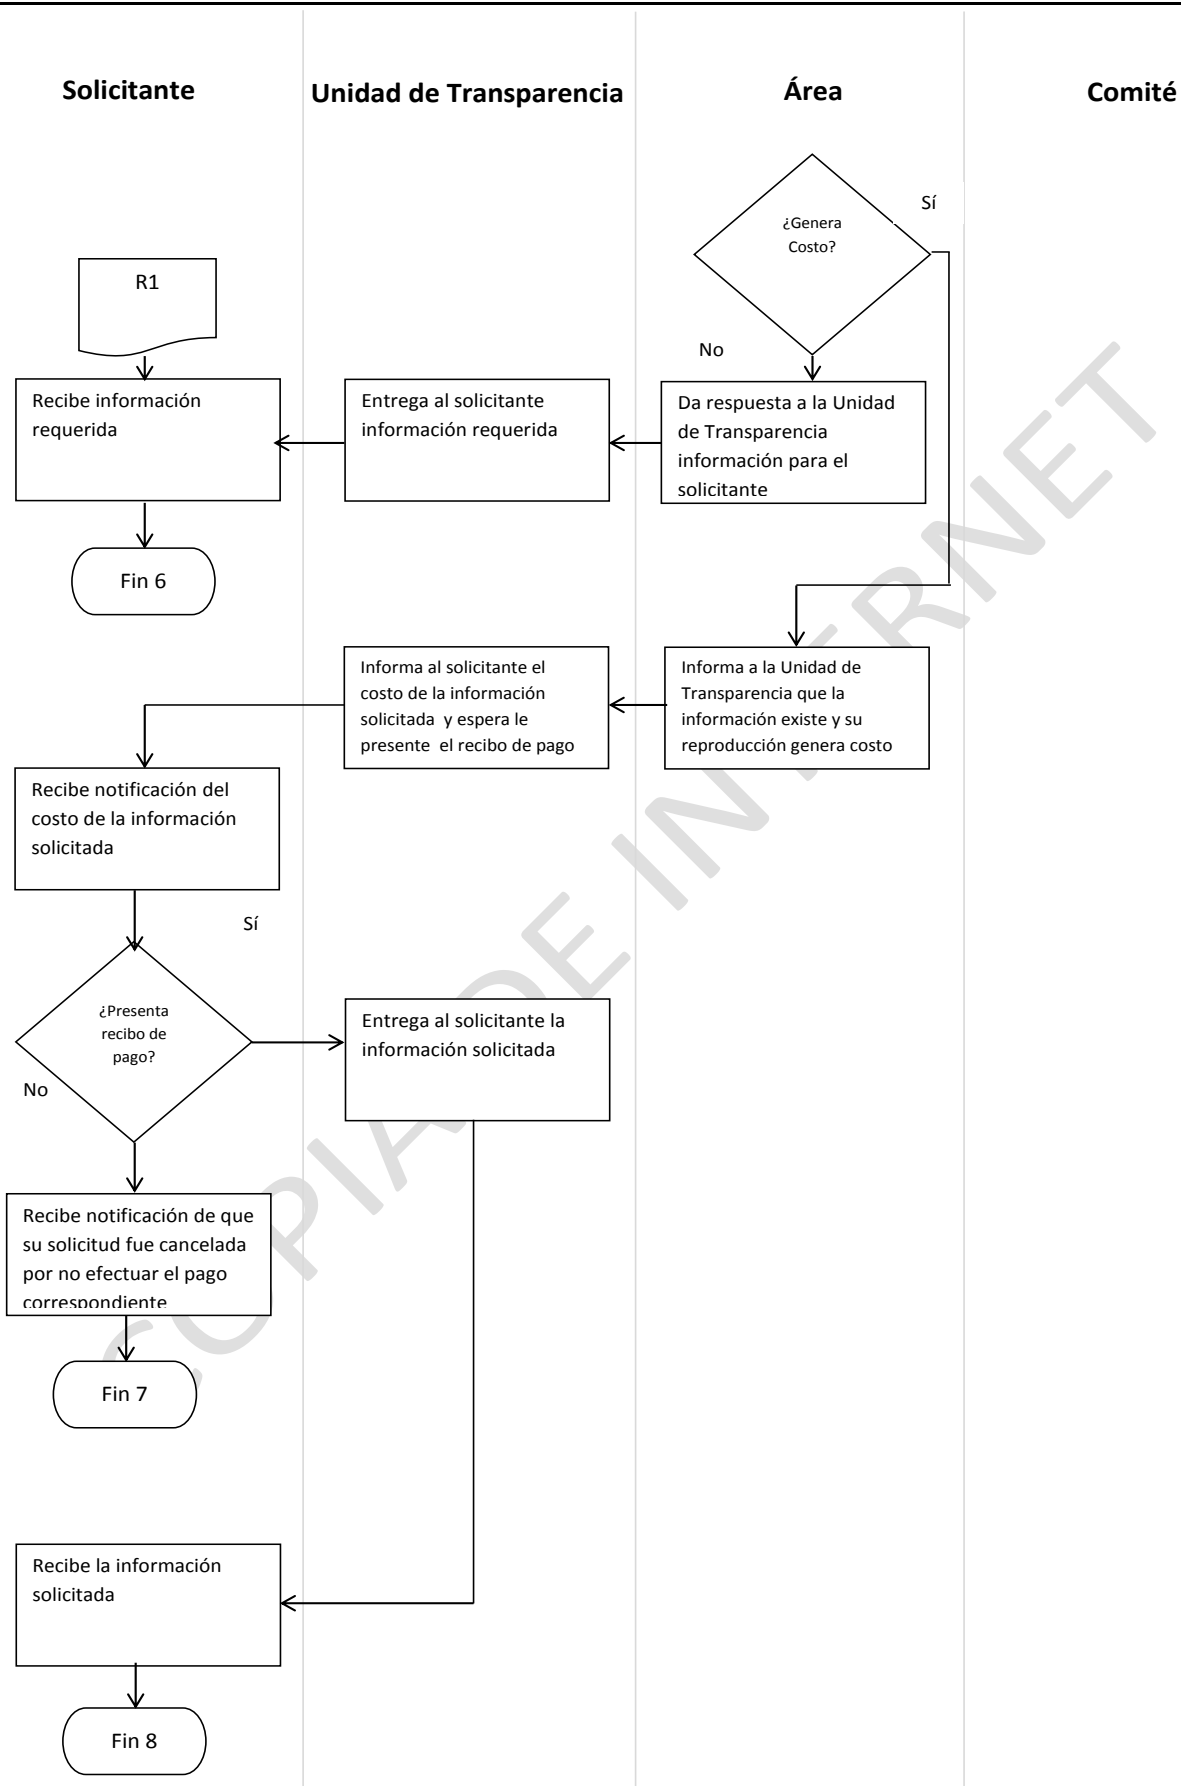 Solicitante
Unidad de Transparencia
Área
Comité
¿Genera
Costo?
Sí
R1
No
Recibe información
requerida
Entrega al solicitante
información requerida
Da respuesta a la Unidad
de Transparencia
información para el
solicitante
Fin 6
Informa al solicitante el
costo de la información
solicitada y espera le
presente el recibo de pago
Informa a la Unidad de
Transparencia que la
información existe y su
reproducción genera costo
Recibe notificación del
costo de la información
solicitada
Sí
¿Presenta
recibo de
pago?
No
Entrega al solicitante la
información solicitada
Recibe notificación de que
su solicitud fue cancelada
por no efectuar el pago
correspondiente
Fin 7
Recibe la información
solicitada
Fin 8
COPIA DE INTERNET